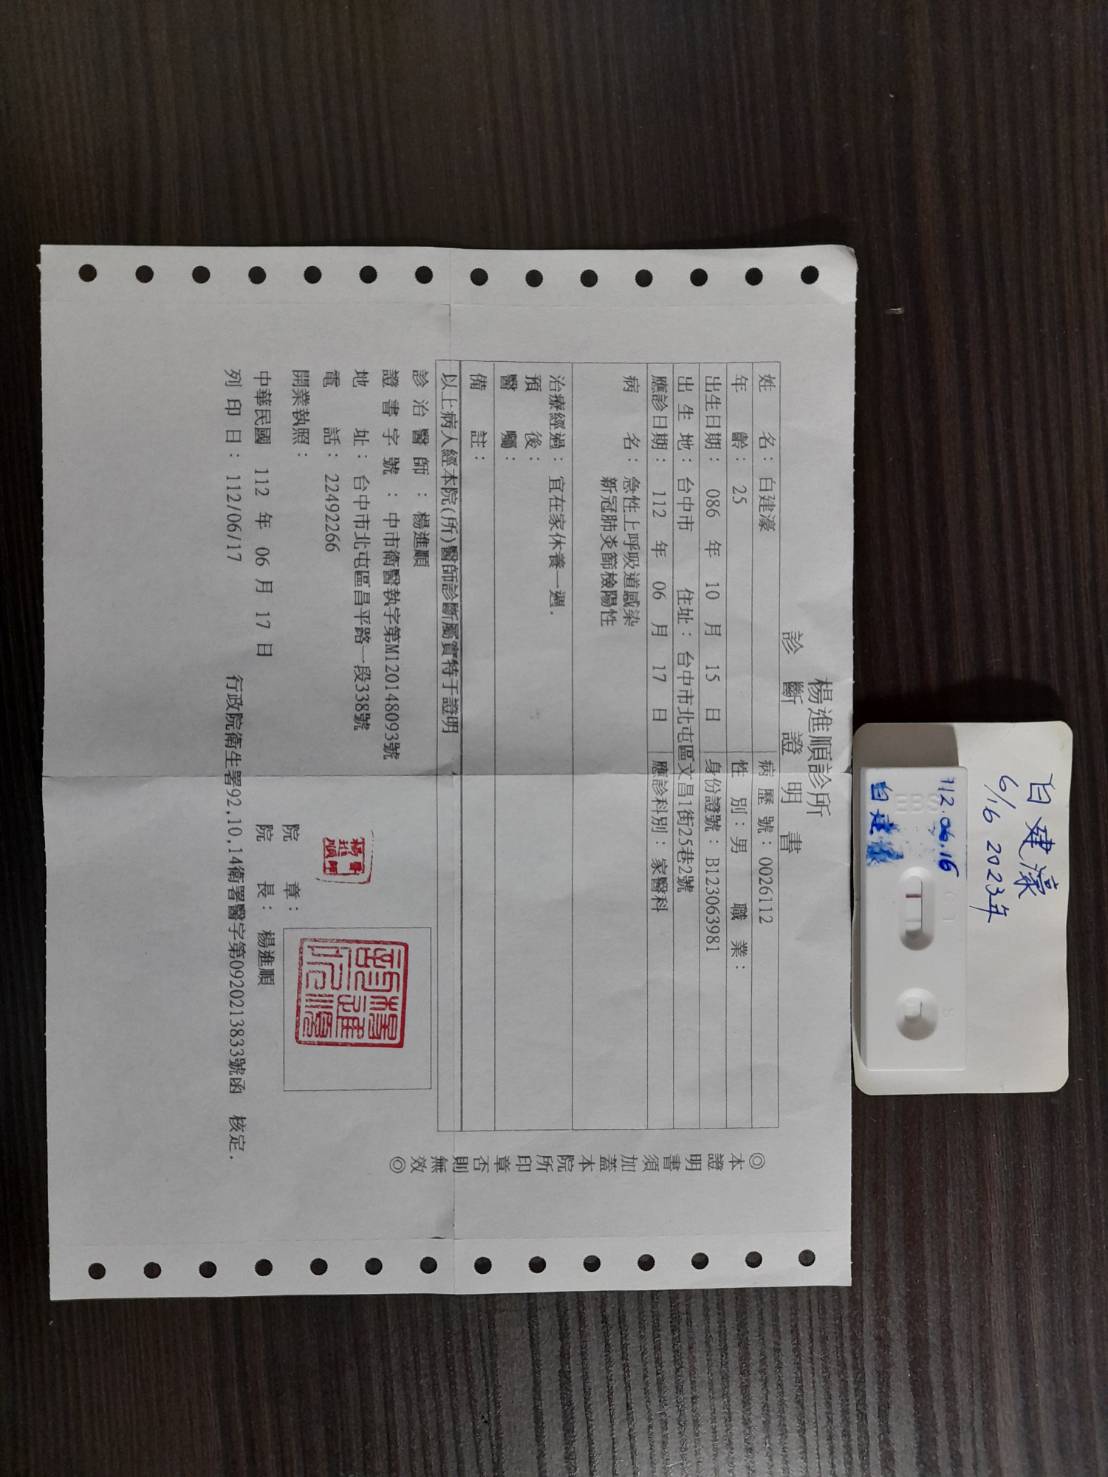 楊進順診所
診斷證明書
姓名：白建濠 病歷號：0026112
年齡：25 性別：男 職業：
出生日期：086 年 10 月 15 日 身份證號：B123063981
出生地：台中市 住址：台中市北屯區文昌1街25巷2號
應診日期：112 年 06 月 17 日 應診科別：家醫科
病名：急性上呼吸道感染
新冠肺炎篩檢陽性
治療經過：宜在家休養一週.
預後：
醫囑：
備註：
以上病人經本院(所)醫師診斷屬實特予證明
診治醫師：楊進順
證書字號：中市衛醫執字第M120148093號
地址：台中市北屯區昌平路一段338號
電話：22492266
開業執照：
院章：
中華民國 112 年 06 月 17 日 院長：楊進順
列印日：112/06/17 行政院衛生署92.10.14衛署醫字第0920213833號函 核定.
◎本證明書須加蓋本院所印章否則無效◎
白建濠
6/16 2023年
112.06.16
白建濠
EBS
C
T
S